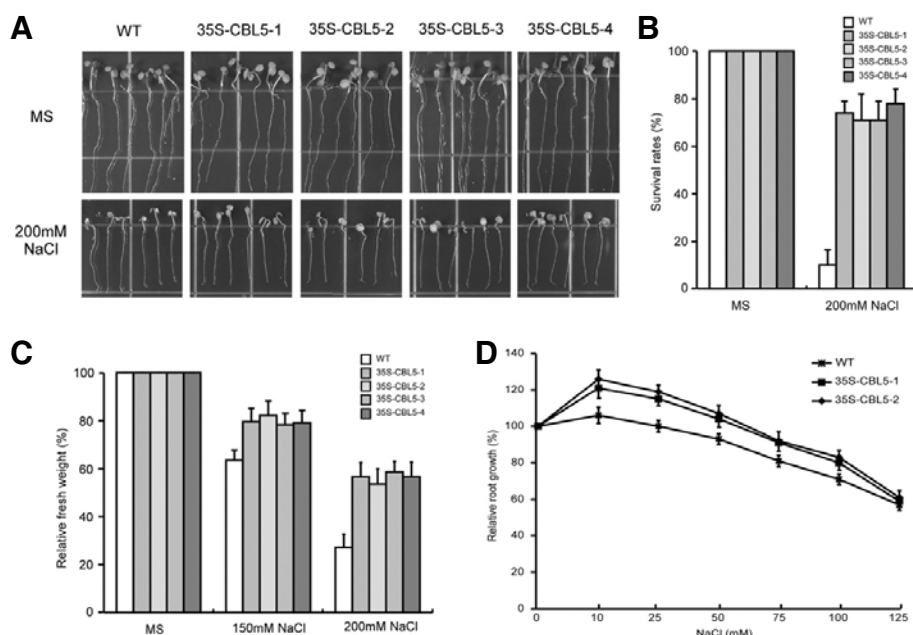 A
WT
35S-CBL5-1
35S-CBL5-2
35S-CBL5-3
35S-CBL5-4
MS
200mM
NaCl
B
WT
35S-CBL5-1
35S-CBL5-2
35S-CBL5-3
35S-CBL5-4
Survival rates (%)
100
80
60
40
20
0
MS
200mM NaCl
C
WT
35S-CBL5-1
35S-CBL5-2
35S-CBL5-3
35S-CBL5-4
Relative fresh weight (%)
100
80
60
40
20
0
MS
150mM NaCl
200mM NaCl
D
WT
35S-CBL5-1
35S-CBL5-2
Relative root growth (%)
140
120
100
80
60
40
20
0
0
10
25
50
75
100
125
NaCl (mM)